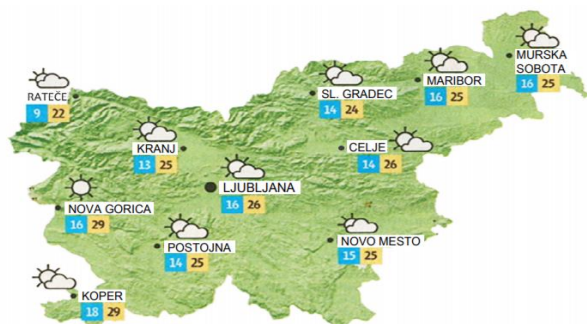 MURSKA
SOBOTA
16 25
MARIBOR
16 25
SL. GRADEC
14 24
RATEČE
9 22
KRANJ
13 25
CELJE
14 26
LJUBLJANA
16 26
NOVA GORICA
16 29
POSTOJNA
14 25
NOVO MESTO
15 25
KOPER
18 29